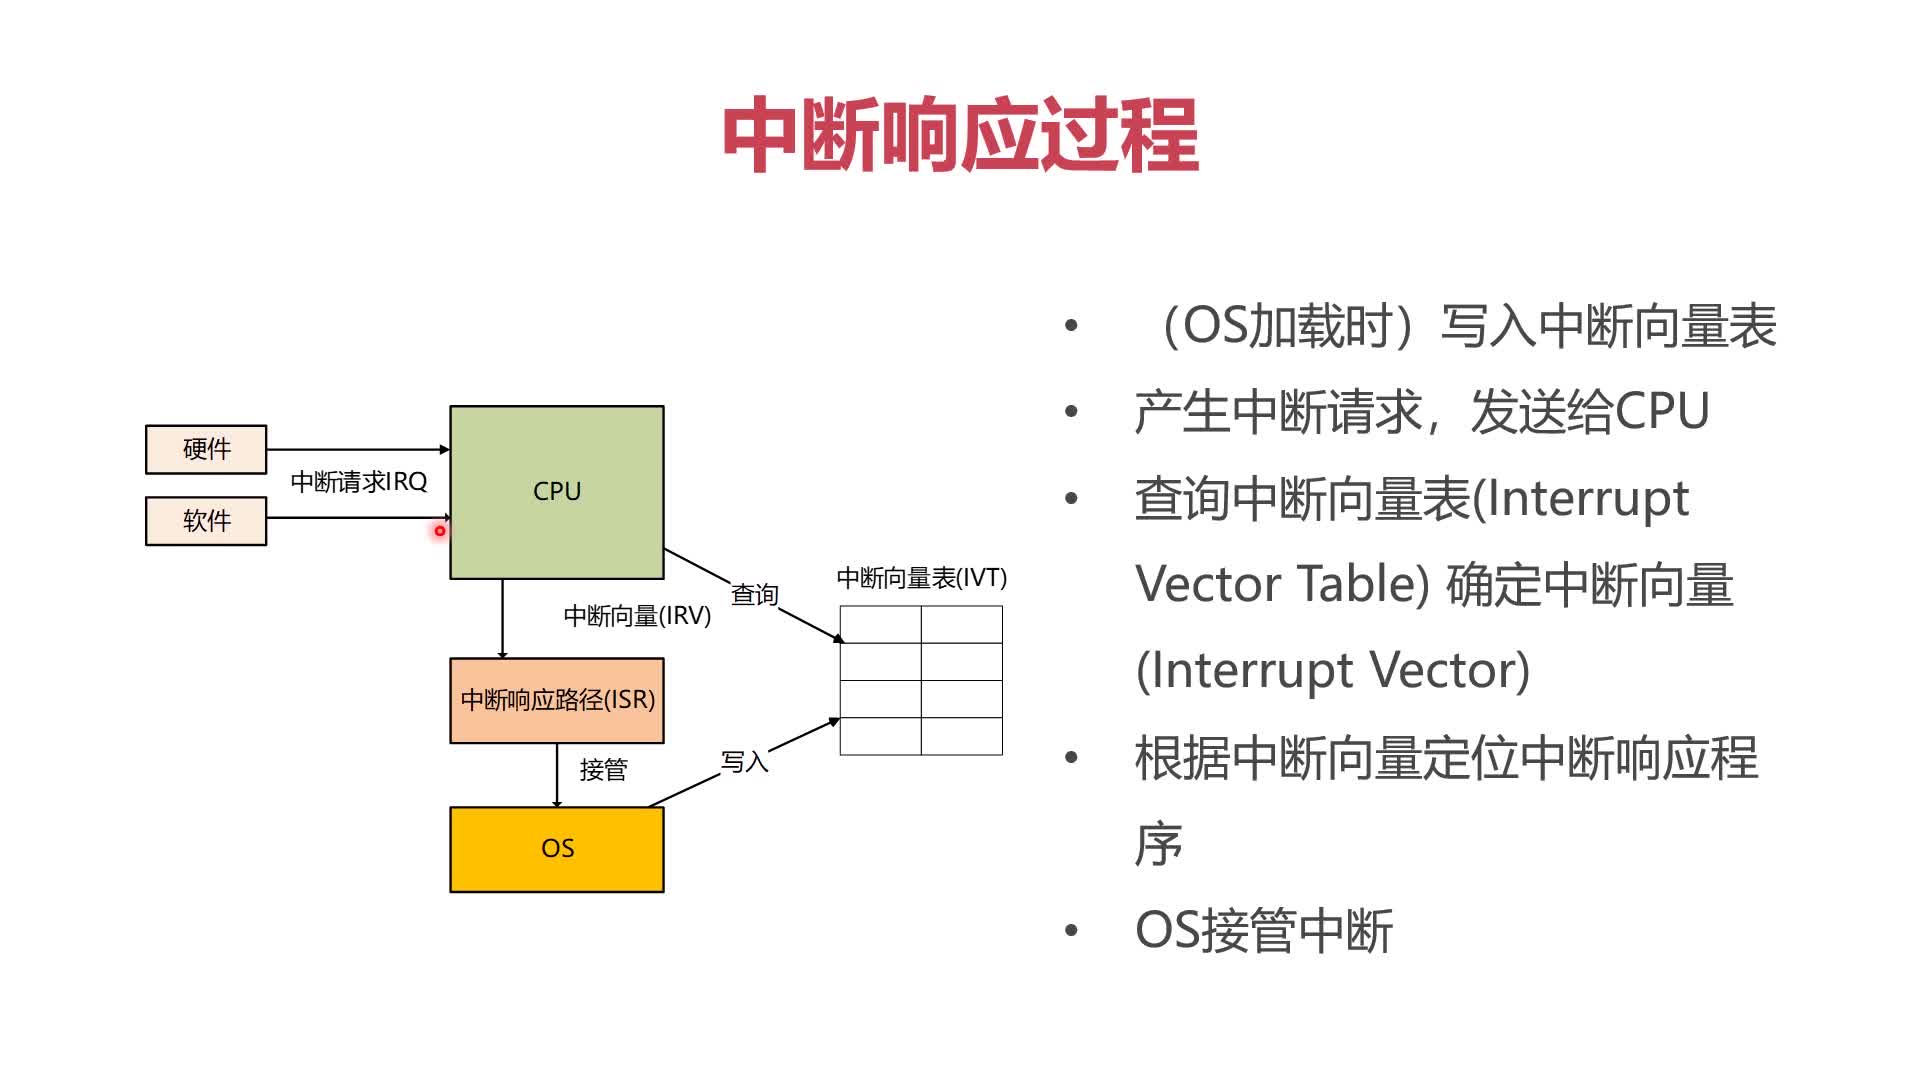 中断响应过程
硬件
中断请求IRQ
软件
CPU
查询
中断向量表(IVT)
中断向量(IRV)
中断响应路径(ISR)
接管
写入
OS
• （OS加载时）写入中断向量表
• 产生中断请求，发送给CPU
• 查询中断向量表(Interrupt
Vector Table) 确定中断向量
(Interrupt Vector)
• 根据中断向量定位中断响应程
序
• OS接管中断